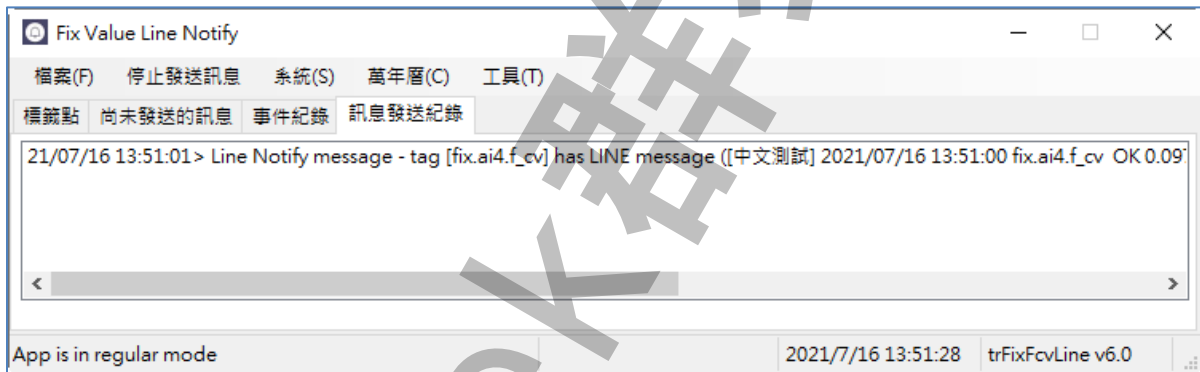 Fix Value Line Notify
檔案(F) 停止發送訊息 系統(S) 萬年曆(C) 工具(T)
標籤點 尚未發送的訊息 事件紀錄 訊息發送紀錄
21/07/16 13:51:01> Line Notify message - tag [fix.ai4.f_cv] has LINE message ([中文測試] 2021/07/16 13:51:00 fix.ai4.f_cv OK 0.097
App is in regular mode 2021/7/16 13:51:28 trFixFcvLine v6.0